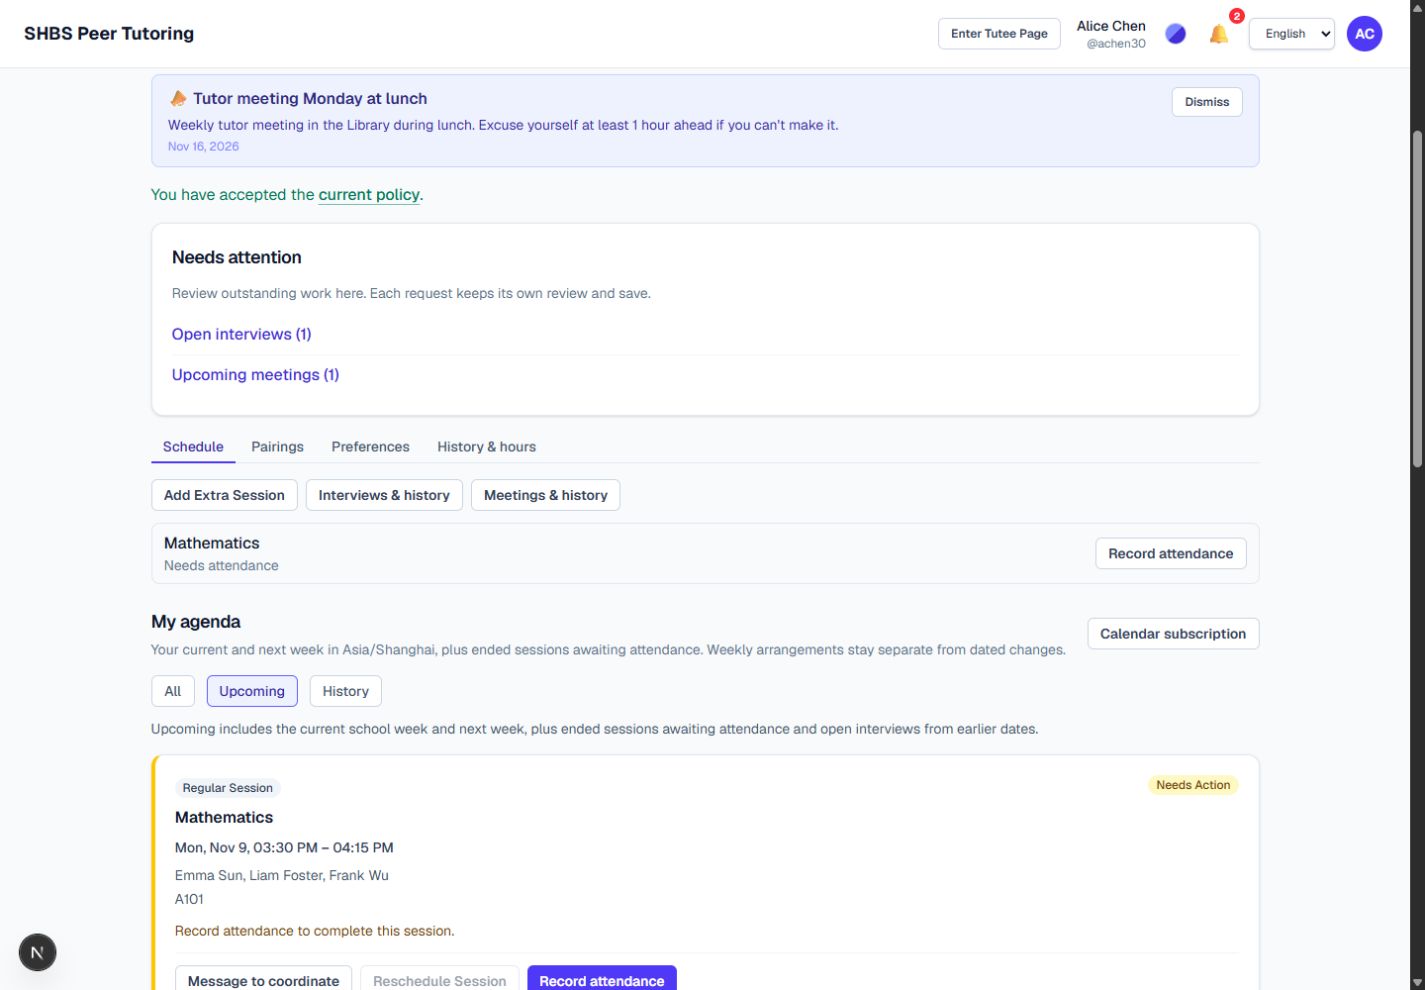 SHBS Peer Tutoring
Enter Tutee Page
Alice Chen
@achen30
2
English
AC
Tutor meeting Monday at lunch
Dismiss
Weekly tutor meeting in the Library during lunch. Excuse yourself at least 1 hour ahead if you can't make it.
Nov 16, 2026
You have accepted the current policy.
Needs attention
Review outstanding work here. Each request keeps its own review and save.
Open interviews (1)
Upcoming meetings (1)
Schedule Pairings Preferences History & hours
Add Extra Session Interviews & history Meetings & history
Mathematics
Needs attendance
Record attendance
My agenda
Your current and next week in Asia/Shanghai, plus ended sessions awaiting attendance. Weekly arrangements stay separate from dated changes.
Calendar subscription
All Upcoming History
Upcoming includes the current school week and next week, plus ended sessions awaiting attendance and open interviews from earlier dates.
Regular Session
Needs Action
Mathematics
Mon, Nov 9, 03:30 PM – 04:15 PM
Emma Sun, Liam Foster, Frank Wu
A101
Record attendance to complete this session.
Message to coordinate Reschedule Session Record attendance
N